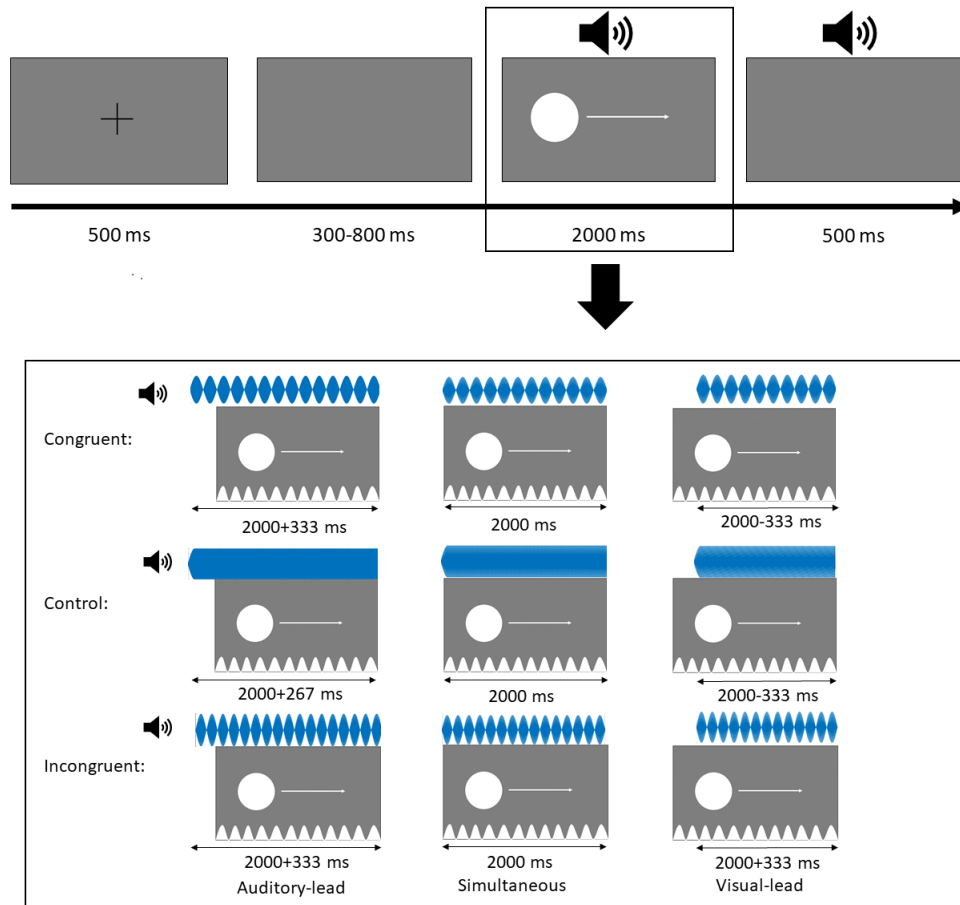 500 ms
300-800 ms
2000 ms
500 ms
Congruent:
2000+333 ms
2000 ms
2000-333 ms
Control:
2000+267 ms
2000 ms
2000-333 ms
Incongruent:
2000+333 ms
2000 ms
2000+333 ms
Auditory-lead
Simultaneous
Visual-lead